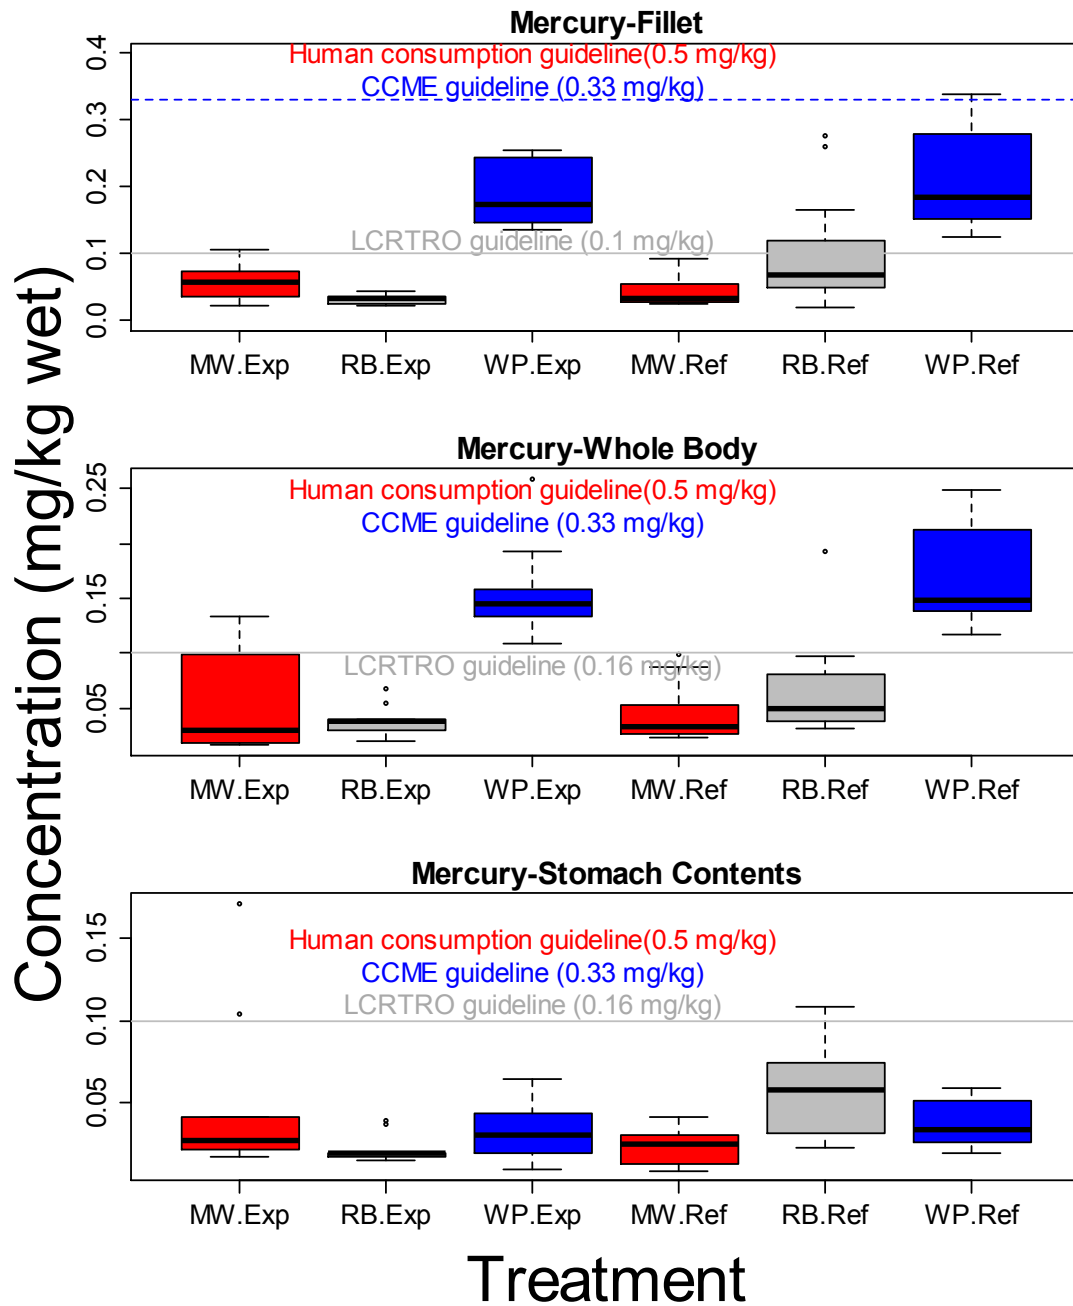 Mercury-Fillet
Human consumption guideline(0.5 mg/kg)
CCME guideline (0.33 mg/kg)
LCRTRO guideline (0.1 mg/kg)
0.4
0.3
0.2
0.1
0.0
MW.Exp RB.Exp WP.Exp MW.Ref RB.Ref WP.Ref
Concentration (mg/kg wet)
Mercury-Whole Body
Human consumption guideline(0.5 mg/kg)
CCME guideline (0.33 mg/kg)
LCRTRO guideline (0.16 mg/kg)
0.25
0.15
0.05
MW.Exp RB.Exp WP.Exp MW.Ref RB.Ref WP.Ref
Mercury-Stomach Contents
Human consumption guideline(0.5 mg/kg)
CCME guideline (0.33 mg/kg)
LCRTRO guideline (0.16 mg/kg)
0.15
0.10
0.05
MW.Exp RB.Exp WP.Exp MW.Ref RB.Ref WP.Ref
Treatment